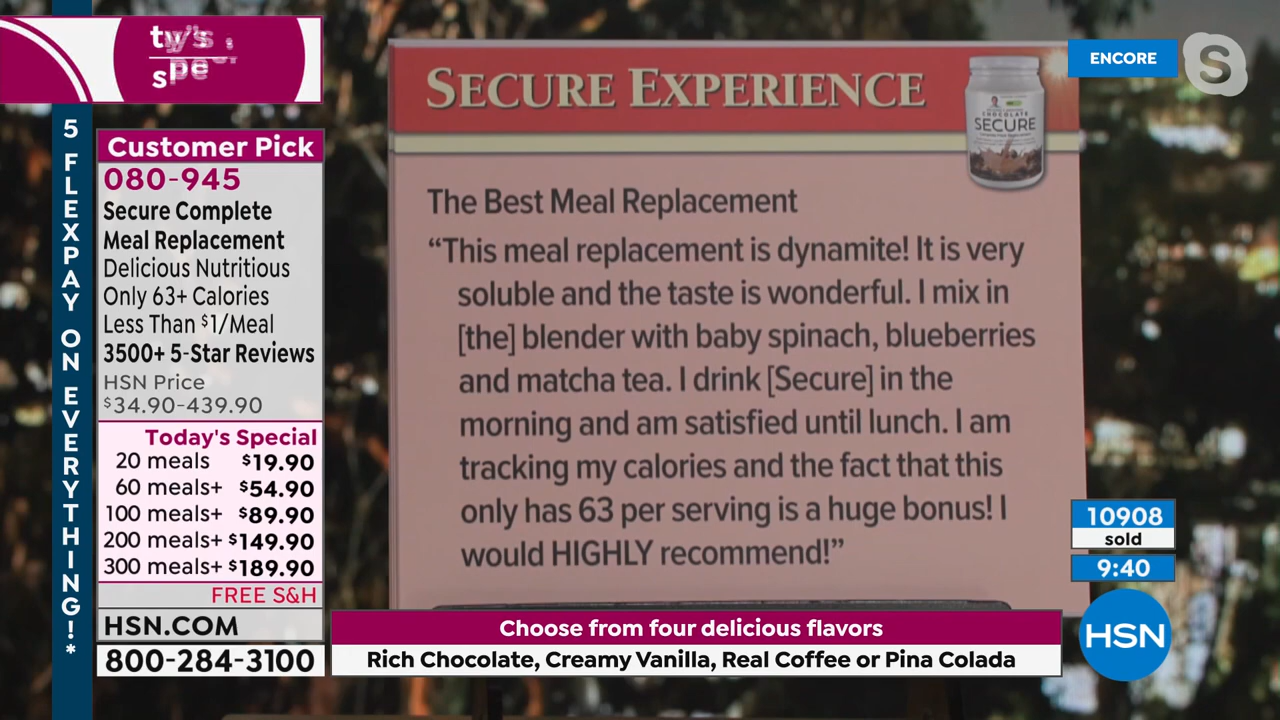 5 FLEXPAY ON EVERYTHING!*
Customer Pick
080-945
Secure Complete
Meal Replacement
Delicious Nutritious
Only 63+ Calories
Less Than $1/Meal
3500+ 5-Star Reviews
HSN Price
$34.90-439.90
Today's Special
20 meals $19.90
60 meals+ $54.90
100 meals+ $89.90
200 meals+ $149.90
300 meals+ $189.90
FREE S&H
HSN.COM
800-284-3100
SECURE EXPERIENCE
CHOCOLATE
SECURE
The Best Meal Replacement
“This meal replacement is dynamite! It is very
soluble and the taste is wonderful. I mix in
[the] blender with baby spinach, blueberries
and matcha tea. I drink [Secure] in the
morning and am satisfied until lunch. I am
tracking my calories and the fact that this
only has 63 per serving is a huge bonus! I
would HIGHLY recommend!”
ENCORE
S
10908
sold
9:40
HSN
Choose from four delicious flavors
Rich Chocolate, Creamy Vanilla, Real Coffee or Pina Colada